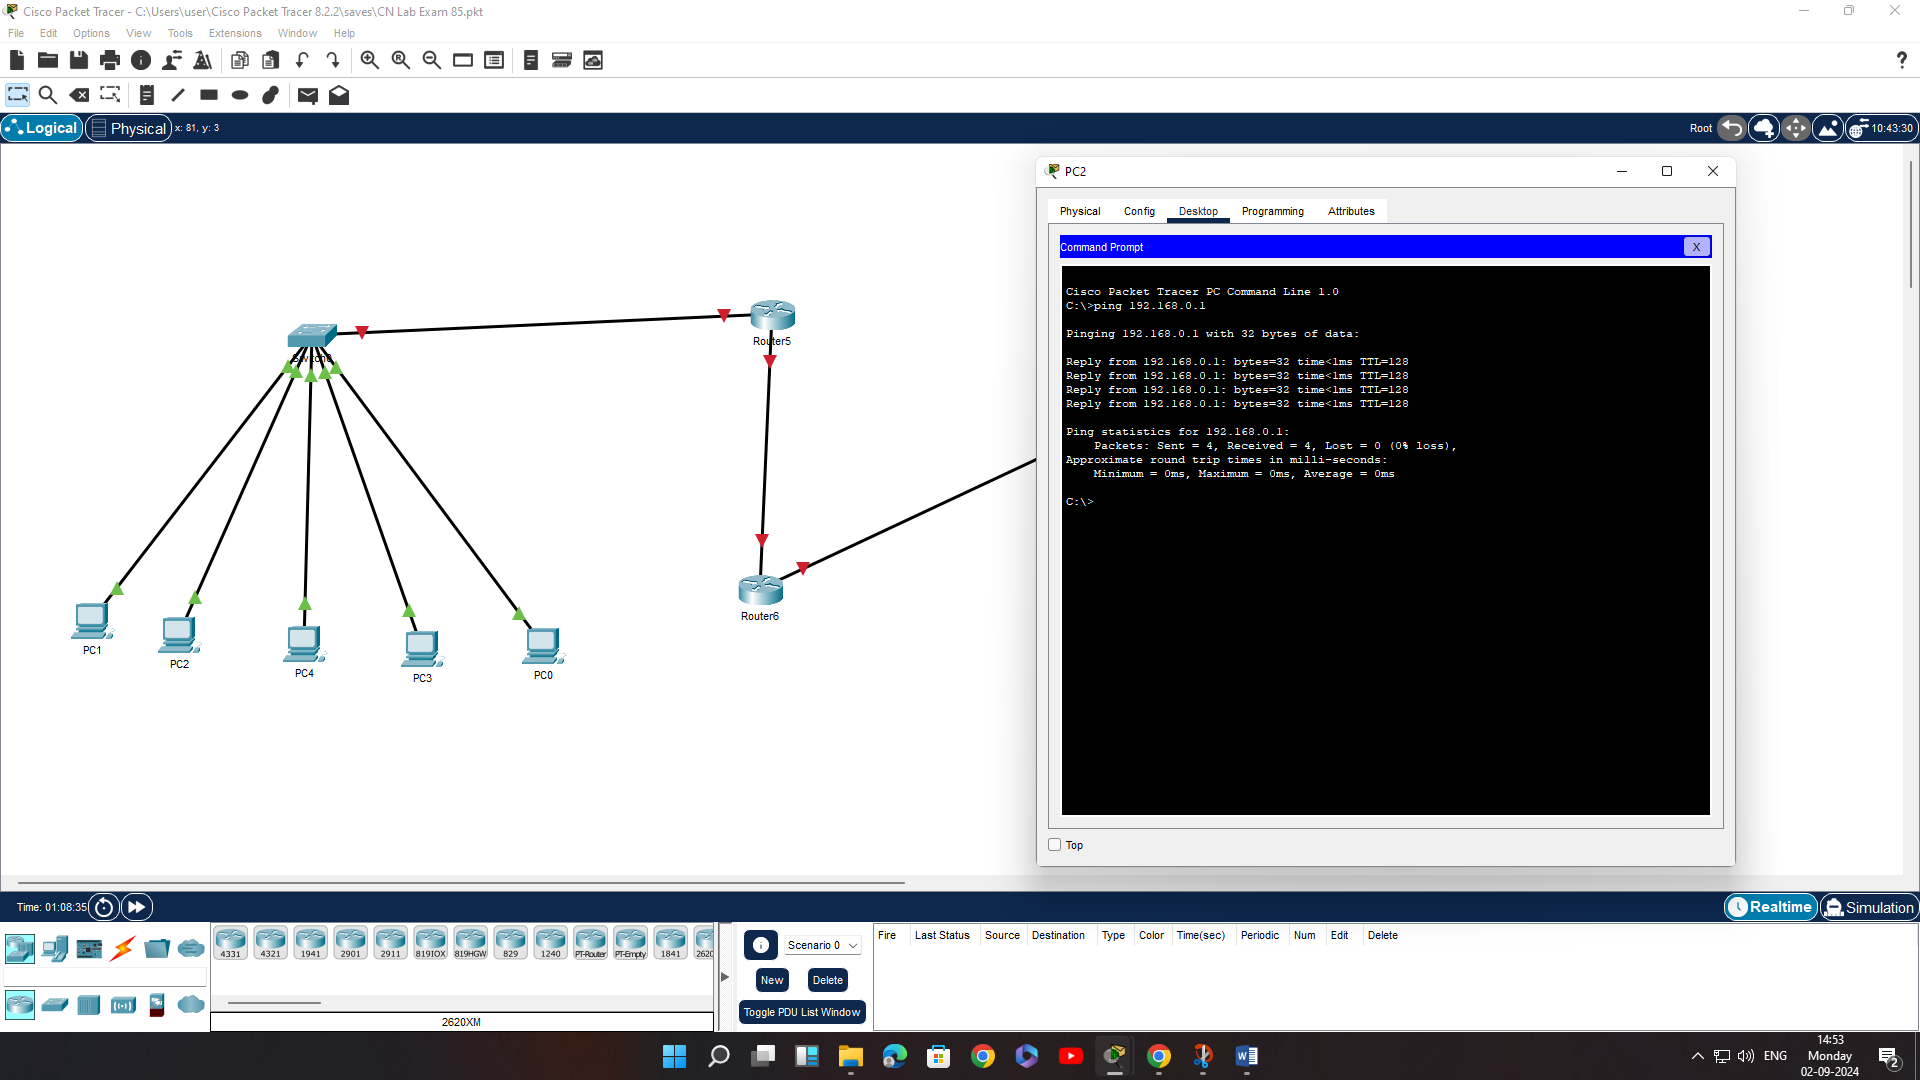 Cisco Packet Tracer - C:\Users\user\Cisco Packet Tracer 8.2.2\saves\CN Lab Exam 85.pkt
File Edit Options View Tools Extensions Window Help
Logical Physical x: 81, y: 3 Root 10:43:30
PC2
Physical Config Desktop Programming Attributes
Command Prompt X
Cisco Packet Tracer PC Command Line 1.0
C:\>ping 192.168.0.1
Pinging 192.168.0.1 with 32 bytes of data:
Reply from 192.168.0.1: bytes=32 time<1ms TTL=128
Reply from 192.168.0.1: bytes=32 time<1ms TTL=128
Reply from 192.168.0.1: bytes=32 time<1ms TTL=128
Reply from 192.168.0.1: bytes=32 time<1ms TTL=128
Ping statistics for 192.168.0.1:
Packets: Sent = 4, Received = 4, Lost = 0 (0% loss),
Approximate round trip times in milli-seconds:
Minimum = 0ms, Maximum = 0ms, Average = 0ms
C:\>
Top
Router5
Router6
PC1
PC2
PC4
PC3
PC0
Time: 01:08:35 Realtime Simulation
4331 4321 1941 2901 2911 819IOX 819HGW 829 1240 PT-Router PT-Empty 1841
2620XM
Scenario 0
New Delete
Toggle PDU List Window
Fire Last Status Source Destination Type Color Time(sec) Periodic Num Edit Delete
ENG
14:53
Monday
02-09-2024
2